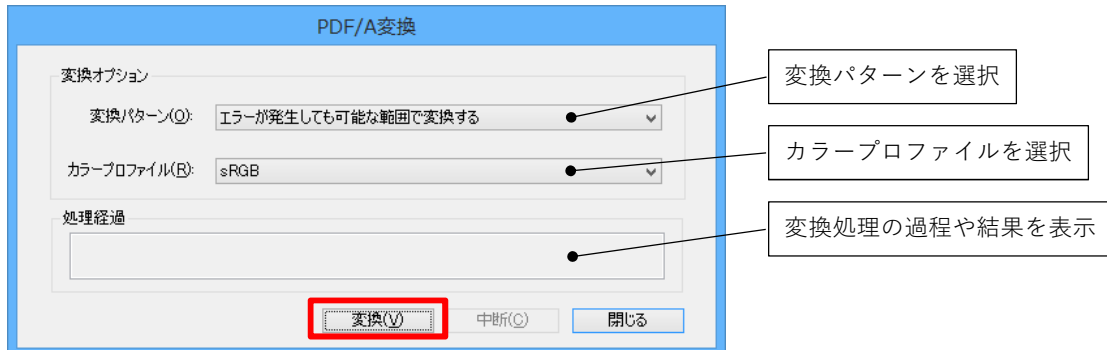 PDF/A変換
変換オプション
変換パターン(O):
エラーが発生しても可能な範囲で変換する
カラープロファイル(R):
sRGB
処理経過
変換(V)
中断(C)
閉じる
変換パターンを選択
カラープロファイルを選択
変換処理の過程や結果を表示